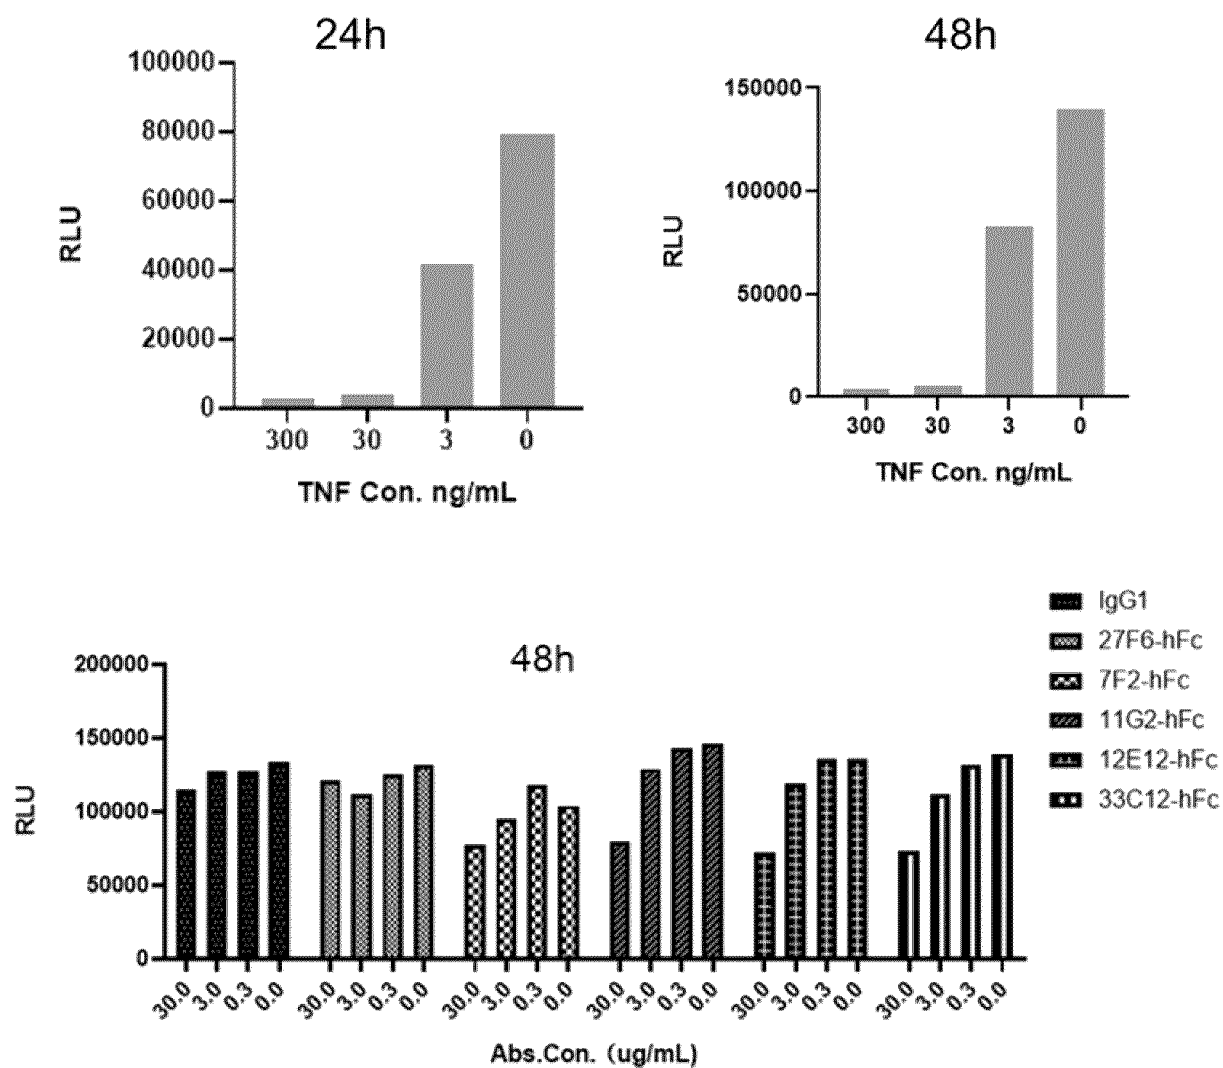 24h
100000
80000
60000
40000
20000
0
RLU
300 30 3 0
TNF Con. ng/mL
48h
150000
100000
50000
0
RLU
300 30 3 0
TNF Con. ng/mL
48h
200000
150000
100000
50000
0
RLU
30.0 3.0 0.3 0.0 30.0 3.0 0.3 0.0 30.0 3.0 0.3 0.0 30.0 3.0 0.3 0.0 30.0 3.0 0.3 0.0 30.0 3.0 0.3 0.0
Abs.Con. (ug/mL)
IgG1
27F6-hFc
7F2-hFc
11G2-hFc
12E12-hFc
33C12-hFc